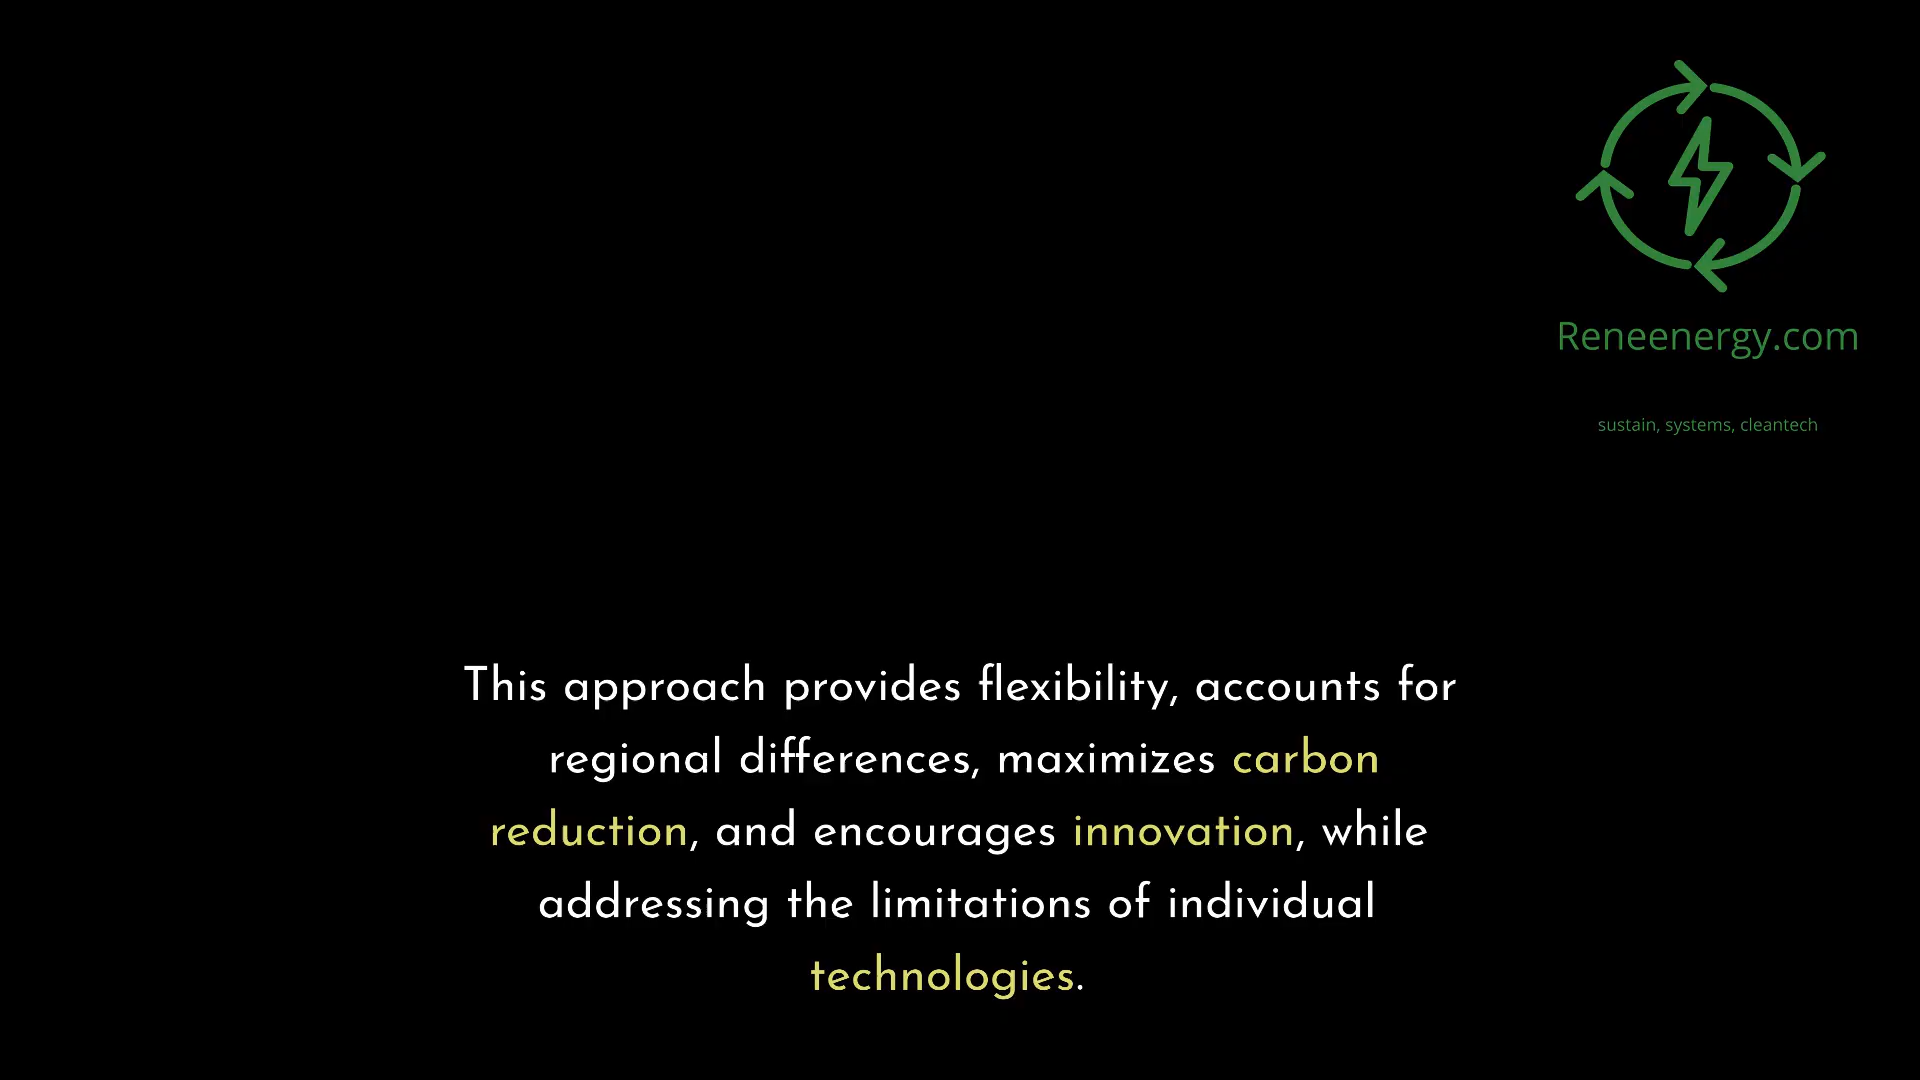 Reneenergy.com
sustain, systems, cleantech
This approach provides flexibility, accounts for
regional differences, maximizes carbon
reduction, and encourages innovation, while
addressing the limitations of individual
technologies.